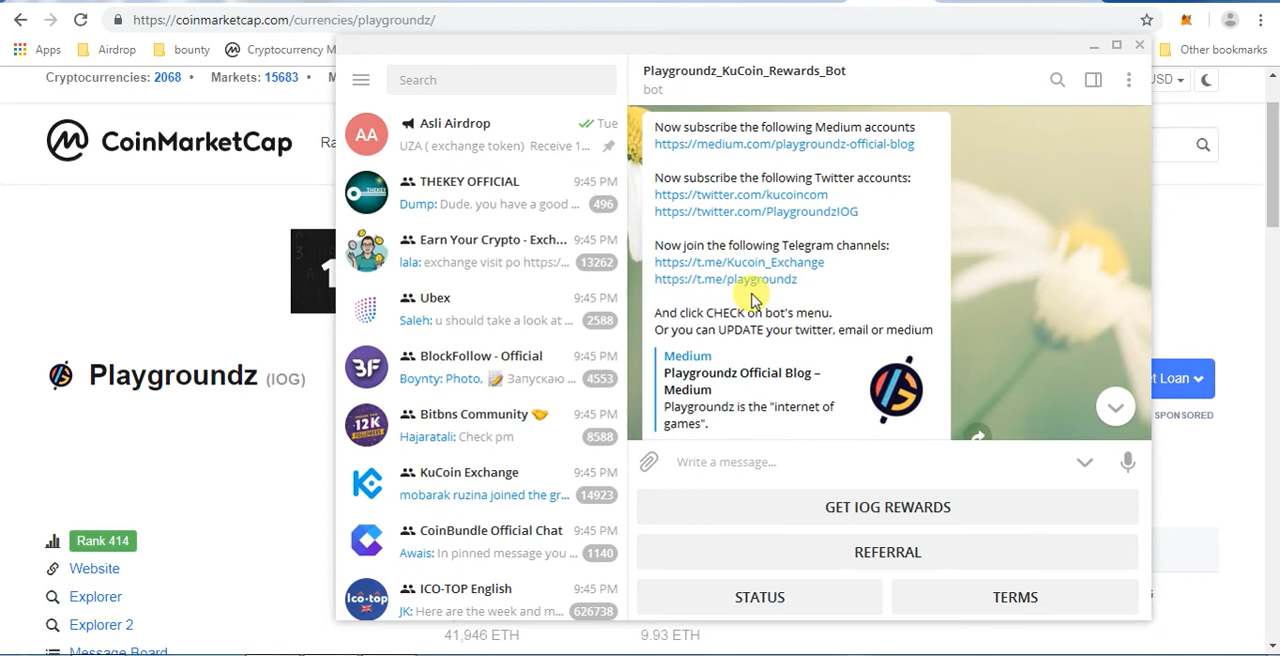 https://coinmarketcap.com/currencies/playgroundz/
Apps
Airdrop
bounty
Cryptocurrency M
Other bookmarks
Cryptocurrencies: 2068 • Markets: 15683 •
USD
CoinMarketCap
Ra
Playgroundz (IOG)
et Loan
SPONSORED
Rank 414
Website
Explorer
Explorer 2
Message Board
41,946 ETH
9.93 ETH
Search
AA
Asli Airdrop
Tue
UZA ( exchange token) Receive 1...
THEKEY
THEKEY OFFICIAL
9:45 PM
Dump: Dude, you have a good ...
496
Earn Your Crypto - Exch...
9:45 PM
lala: exchange visit po https:/...
13262
Ubex
9:45 PM
Saleh: u should take a look at ...
2588
3F
BlockFollow - Official
9:45 PM
Boynty: Photo, 📝 Запускаю ...
4553
12K
FOLLOWERS
Bitbns Community 🤝
9:45 PM
Hajaratali: Check pm
8588
KuCoin Exchange
9:45 PM
mobarak ruzina joined the gr...
14923
CoinBundle Official Chat
9:45 PM
Awais: In pinned message you ...
1140
Ico-top
ICO-TOP English
9:45 PM
JK: Here are the week and m...
626738
Playgroundz_KuCoin_Rewards_Bot
bot
Now subscribe the following Medium accounts
https://medium.com/playgroundz-official-blog
Now subscribe the following Twitter accounts:
https://twitter.com/kucoincom
https://twitter.com/PlaygroundzIOG
Now join the following Telegram channels:
https://t.me/Kucoin_Exchange
https://t.me/playgroundz
And click CHECK on bot's menu.
Or you can UPDATE your twitter, email or medium
Medium
Playgroundz Official Blog –
Medium
Playgroundz is the "internet of
games".
Write a message...
GET IOG REWARDS
REFERRAL
STATUS
TERMS